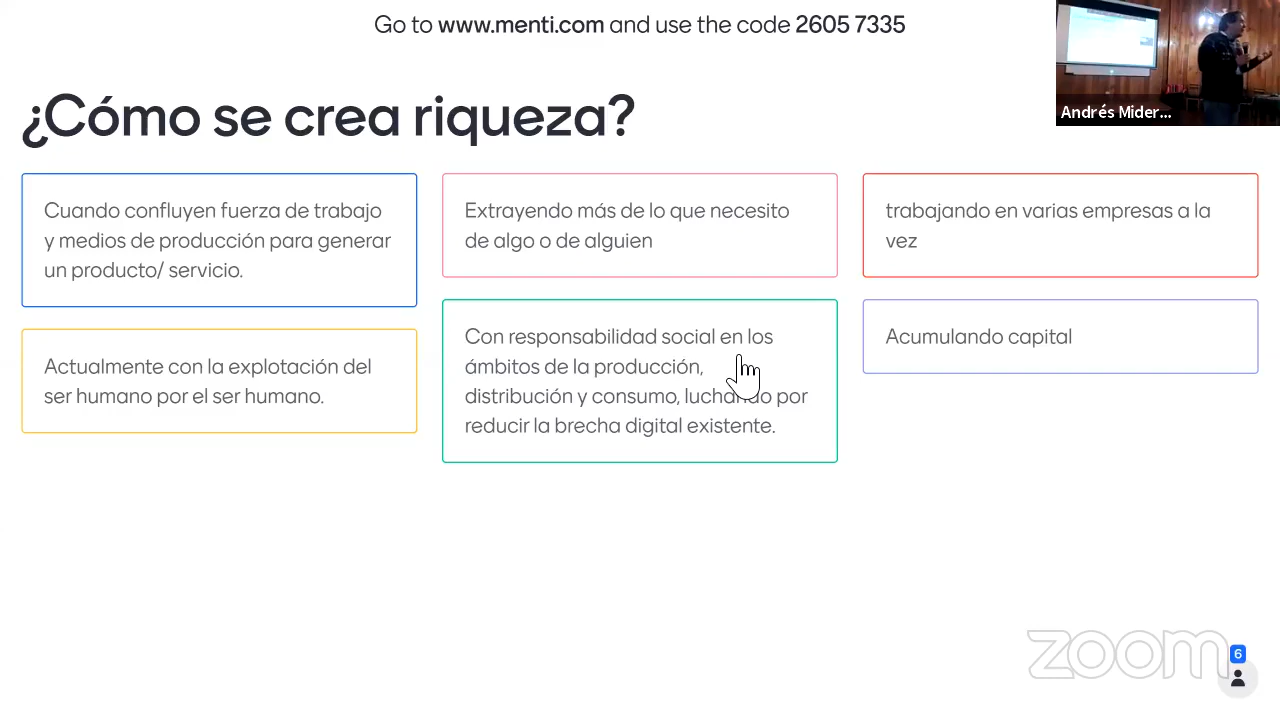 Go to www.menti.com and use the code 2605 7335
Andrés Mider...
¿Cómo se crea riqueza?
Cuando confluyen fuerza de trabajo
y medios de producción para generar
un producto/ servicio.
Extrayendo más de lo que necesito
de algo o de alguien
trabajando en varias empresas a la
vez
Actualmente con la explotación del
ser humano por el ser humano.
Con responsabilidad social en los
ámbitos de la producción,
distribución y consumo, luchando por
reducir la brecha digital existente.
Acumulando capital
zoom
6